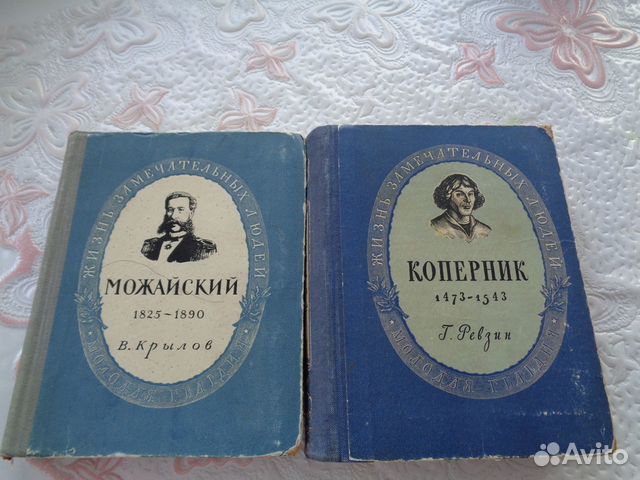 ЖИЗНЬ ЗАМЕЧАТЕЛЬНЫХ ЛЮДЕЙ
МОЖАЙСКИЙ
1825-1890
В. Крылов
МОЛОДАЯ ГВАРДИЯ
ЖИЗНЬ ЗАМЕЧАТЕЛЬНЫХ ЛЮДЕЙ
КОПЕРНИК
1473-1543
Г. Ревзин
МОЛОДАЯ ГВАРДИЯ
Avito